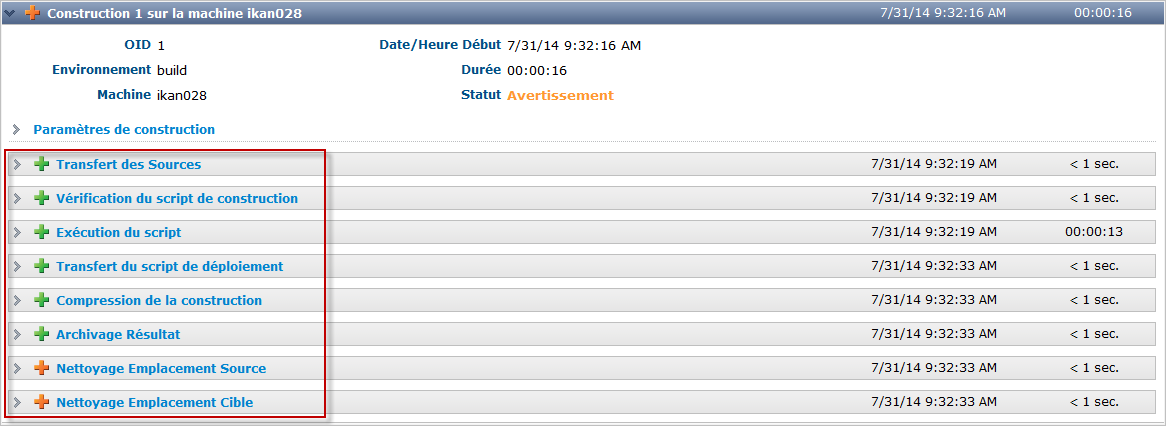 Construction 1 sur la machine ikan028 7/31/14 9:32:16 AM 00:00:16
OID 1 Date/Heure Début 7/31/14 9:32:16 AM
Environnement build Durée 00:00:16
Machine ikan028 Statut Avertissement
Paramètres de construction
Transfert des Sources 7/31/14 9:32:19 AM < 1 sec.
Vérification du script de construction 7/31/14 9:32:19 AM < 1 sec.
Exécution du script 7/31/14 9:32:19 AM 00:00:13
Transfert du script de déploiement 7/31/14 9:32:33 AM < 1 sec.
Compression de la construction 7/31/14 9:32:33 AM < 1 sec.
Archivage Résultat 7/31/14 9:32:33 AM < 1 sec.
Nettoyage Emplacement Source 7/31/14 9:32:33 AM < 1 sec.
Nettoyage Emplacement Cible 7/31/14 9:32:33 AM < 1 sec.